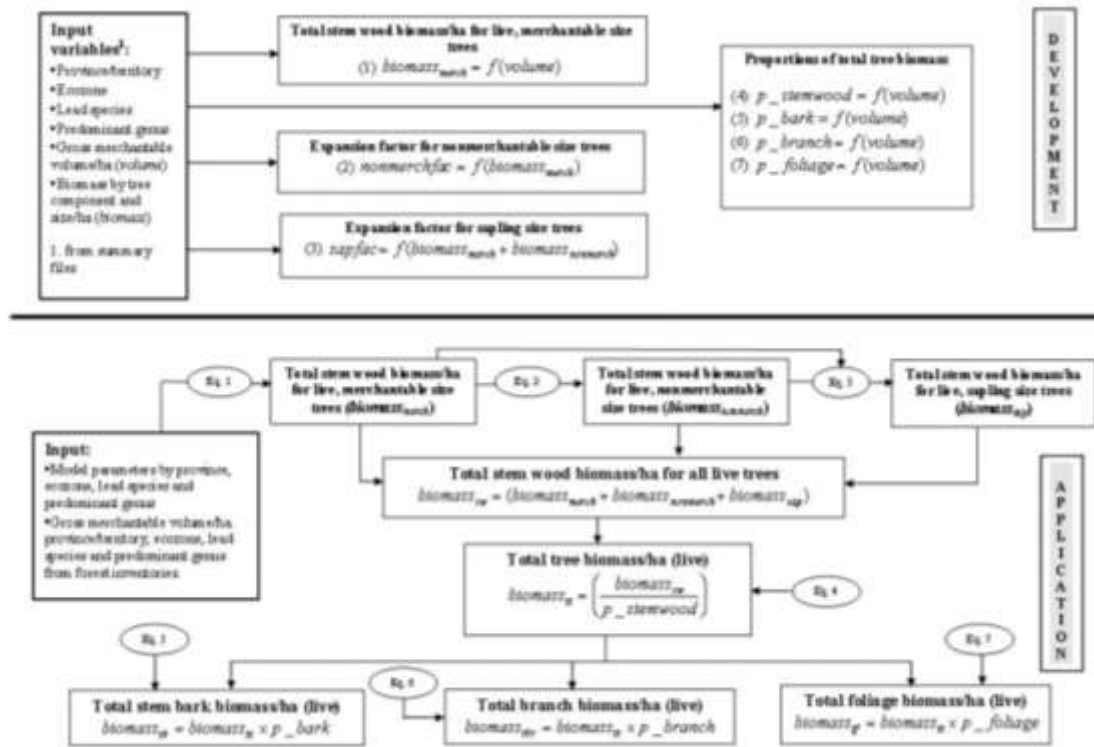 Input
variables¹:
•Province/territory
•Ecozone
•Lead species
•Predominant genus
•Gross merchantable
volume/ha (volume)
•Biomass by tree
component and
size/ha (biomass)
1. from summary
files
Total stem wood biomass/ha for live, merchantable size
trees
(1) biomass_merch = f(volume)
Expansion factor for nonmerchantable size trees
(2) nonmerchfac = f(biomass_merch)
Expansion factor for sapling size trees
(3) sapfac = f(biomass_merch + biomass_nonmerch)
Proportions of total tree biomass
(4) p_stemwood = f(volume)
(5) p_bark = f(volume)
(6) p_branch = f(volume)
(7) p_foliage = f(volume)
DEVELOPMENT
Eq. 1
Total stem wood biomass/ha
for live, merchantable size
trees (biomass_merch)
Eq. 2
Total stem wood biomass/ha
for live, nonmerchantable
size trees (biomass_nonmerch)
Eq. 3
Total stem wood biomass/ha
for live, sapling size trees
(biomass_sap)
Input:
•Model parameters by province,
ecozone, lead species and
predominant genus
•Gross merchantable volume/ha
province/territory, ecozone, lead
species and predominant genus
from forest inventories
Total stem wood biomass/ha for all live trees
biomass_sw = (biomass_merch + biomass_nonmerch + biomass_sap)
Total tree biomass/ha (live)
biomass_tt = (biomass_sw / p_stemwood)
Eq. 4
APPLICATION
Eq. 5
Total stem bark biomass/ha (live)
biomass_sb = biomass_tt × p_bark
Eq. 6
Total branch biomass/ha (live)
biomass = biomass_tt × p_branch
Eq. 7
Total foliage biomass/ha (live)
biomass = biomass_tt × p_foliage